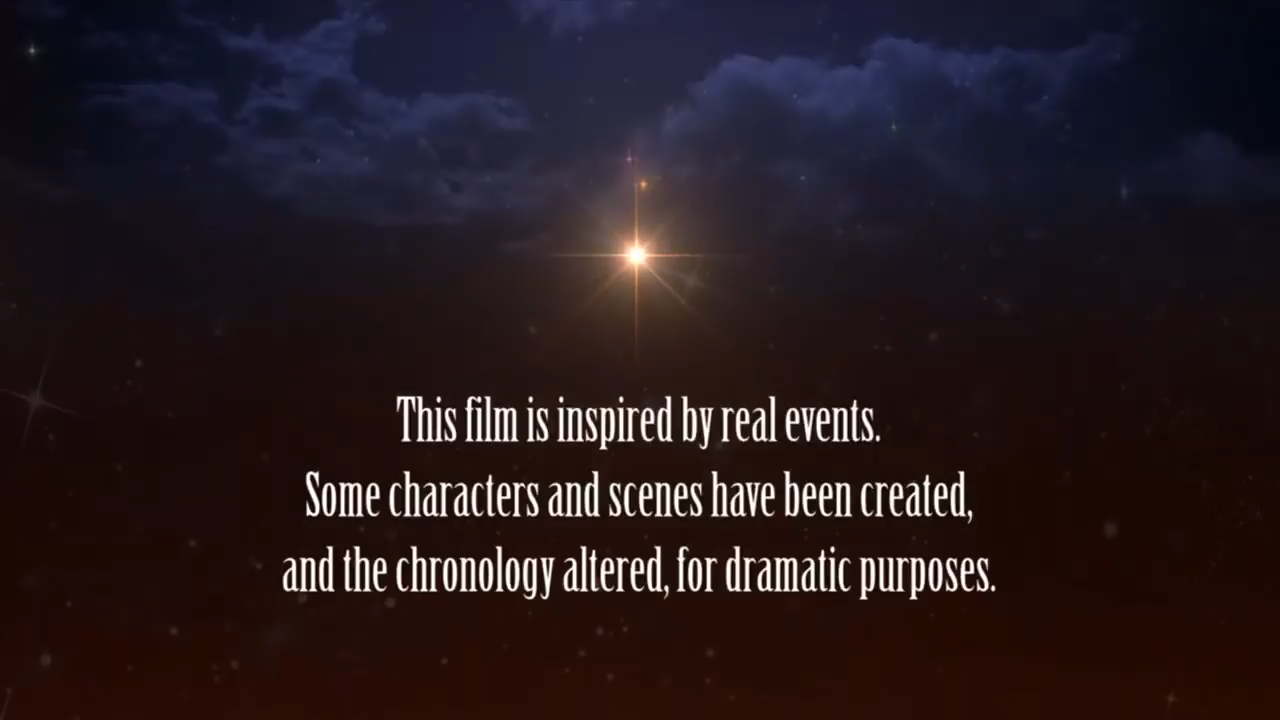 This film is inspired by real events.
Some characters and scenes have been created,
and the chronology altered, for dramatic purposes.